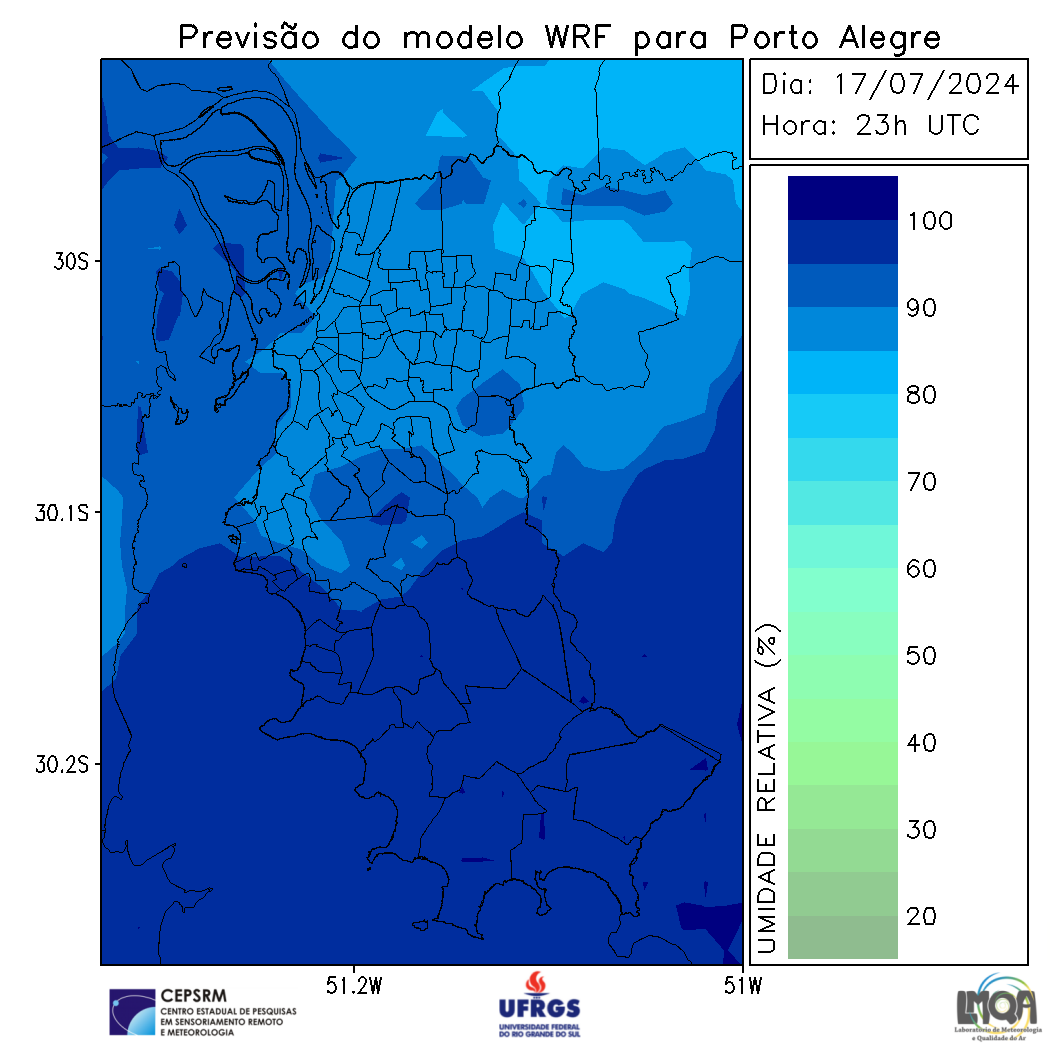 Previsão do modelo WRF para Porto Alegre
Dia: 17/07/2024
Hora: 23h UTC
30S
30.1S
30.2S
51.2W
51W
100
90
80
70
60
50
40
30
20
UMIDADE RELATIVA (%)
CEPSRM
CENTRO ESTADUAL DE PESQUISAS
EM SENSORIAMENTO REMOTO
E METEOROLOGIA
UFRGS
UNIVERSIDADE FEDERAL
DO RIO GRANDE DO SUL
LMQA
Laboratório de Meteorologia
e Qualidade do Ar